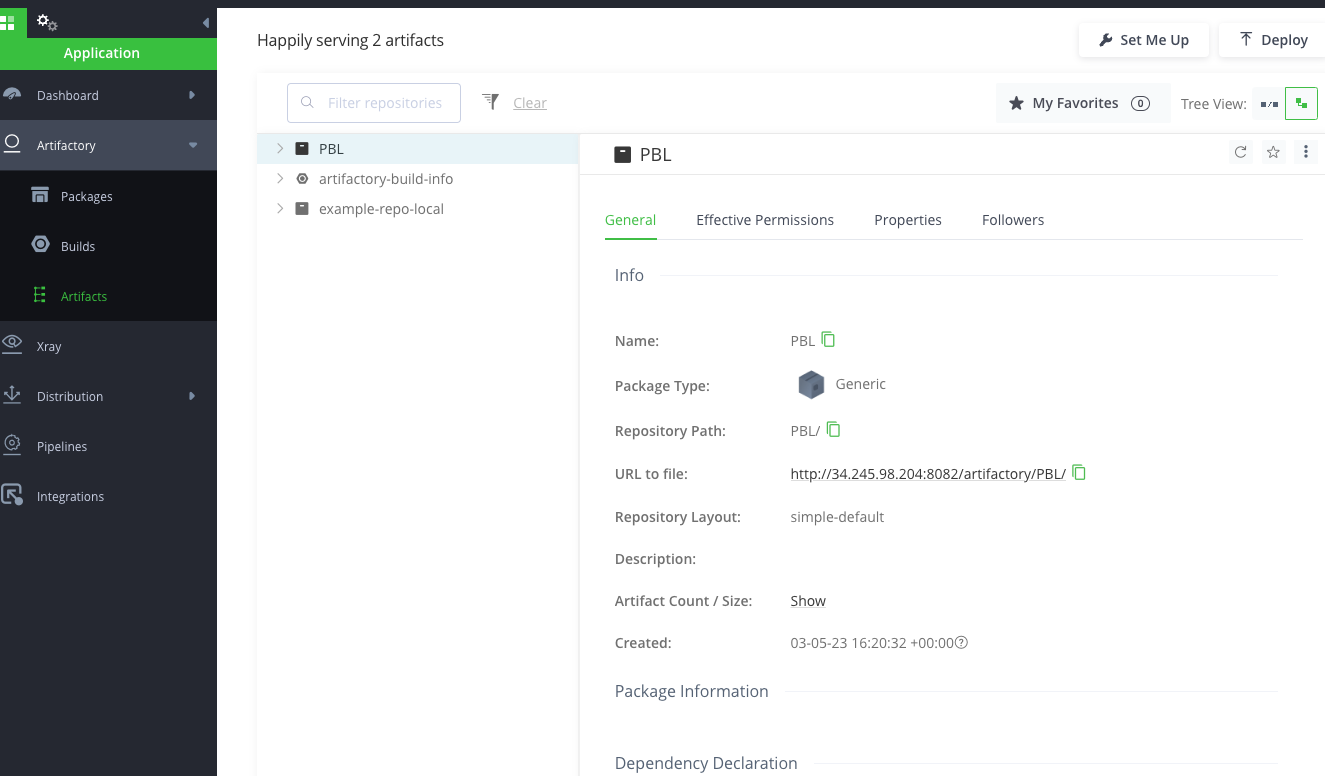 Application
Dashboard
Artifactory
Packages
Builds
Artifacts
Xray
Distribution
Pipelines
Integrations
Happily serving 2 artifacts
Set Me Up
Deploy
Filter repositories
Clear
My Favorites 0
Tree View:
PBL
artifactory-build-info
example-repo-local
PBL
General Effective Permissions Properties Followers
Info
Name: PBL
Package Type: Generic
Repository Path: PBL/
URL to file: http://34.245.98.204:8082/artifactory/PBL/
Repository Layout: simple-default
Description:
Artifact Count / Size: Show
Created: 03-05-23 16:20:32 +00:00
Package Information
Dependency Declaration